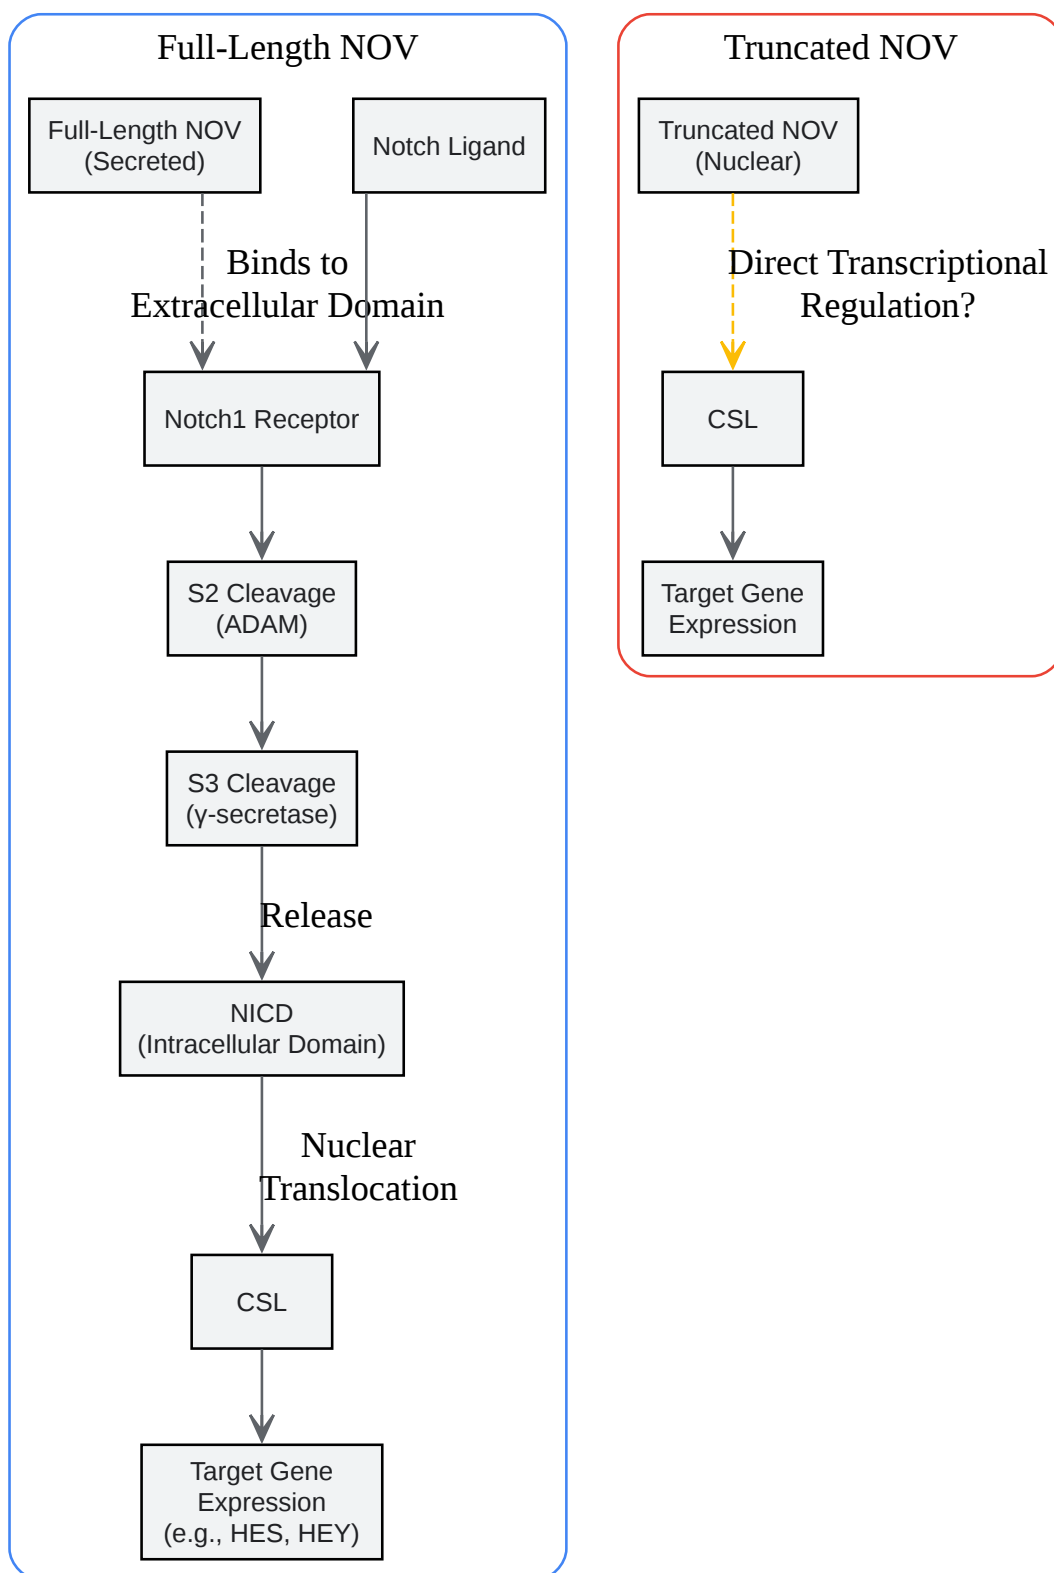 Full-Length NOV
Full-Length NOV
(Secreted)
Notch Ligand
Binds to
Extracellular Domain
Notch1 Receptor
S2 Cleavage
(ADAM)
S3 Cleavage
(γ-secretase)
Release
NICD
(Intracellular Domain)
Nuclear
Translocation
CSL
Target Gene
Expression
(e.g., HES, HEY)
Truncated NOV
Truncated NOV
(Nuclear)
Direct Transcriptional
Regulation?
CSL
Target Gene
Expression